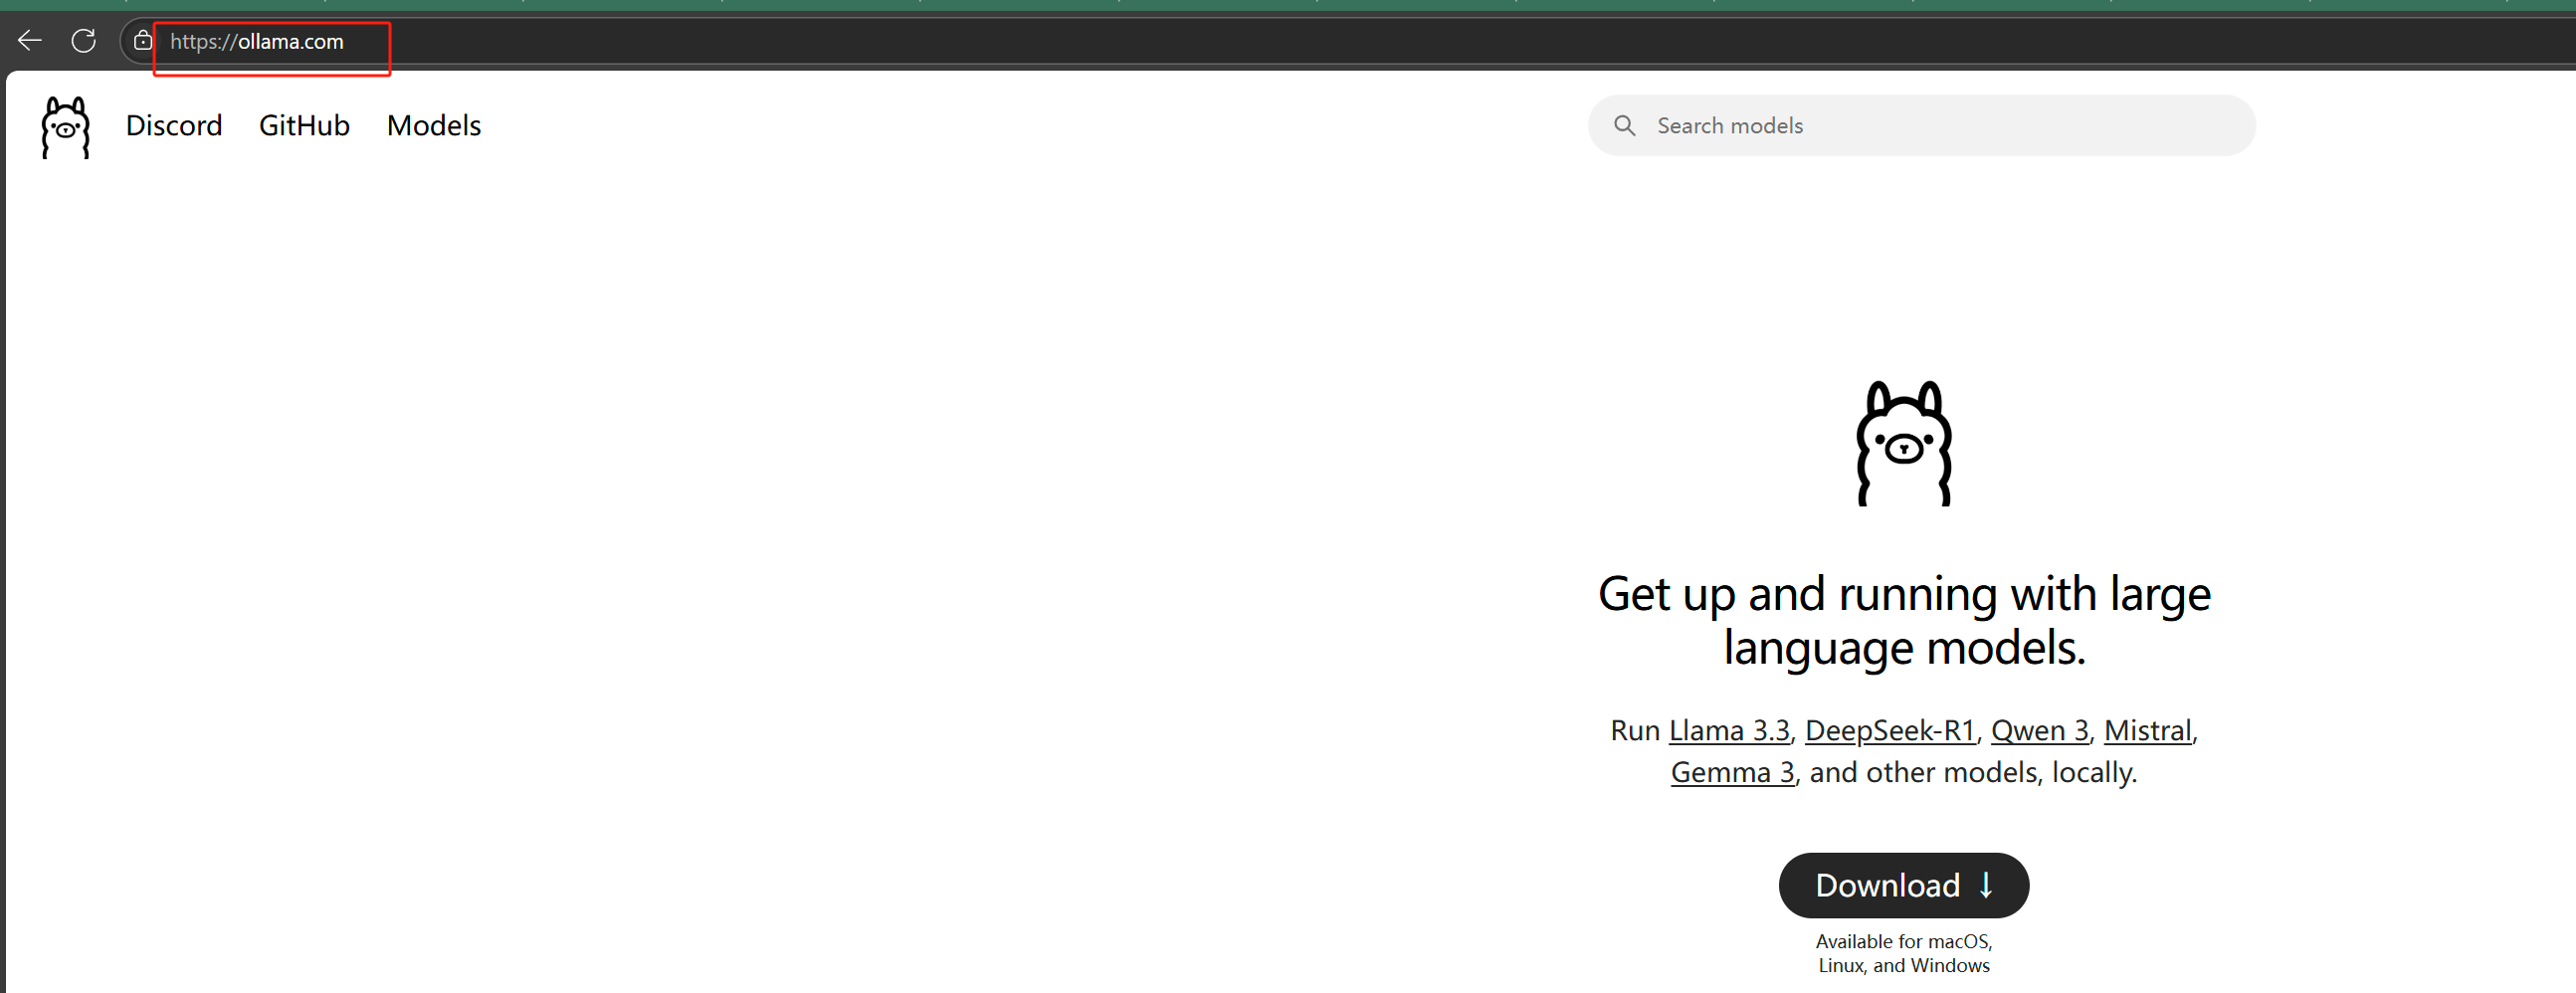 https://ollama.com
Discord GitHub Models
Search models
Get up and running with large
language models.
Run Llama 3.3, DeepSeek-R1, Qwen 3, Mistral,
Gemma 3, and other models, locally.
Download ↓
Available for macOS,
Linux, and Windows